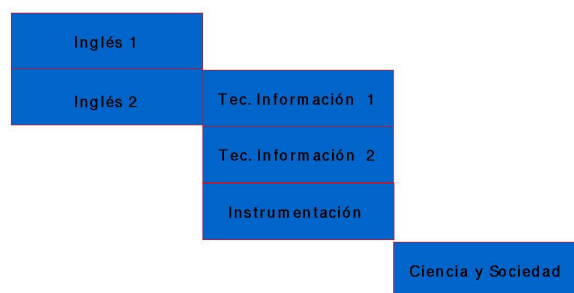 Inglés 1
Inglés 2
Tec. Información 1
Tec. Información 2
Instrumentación
Ciencia y Sociedad